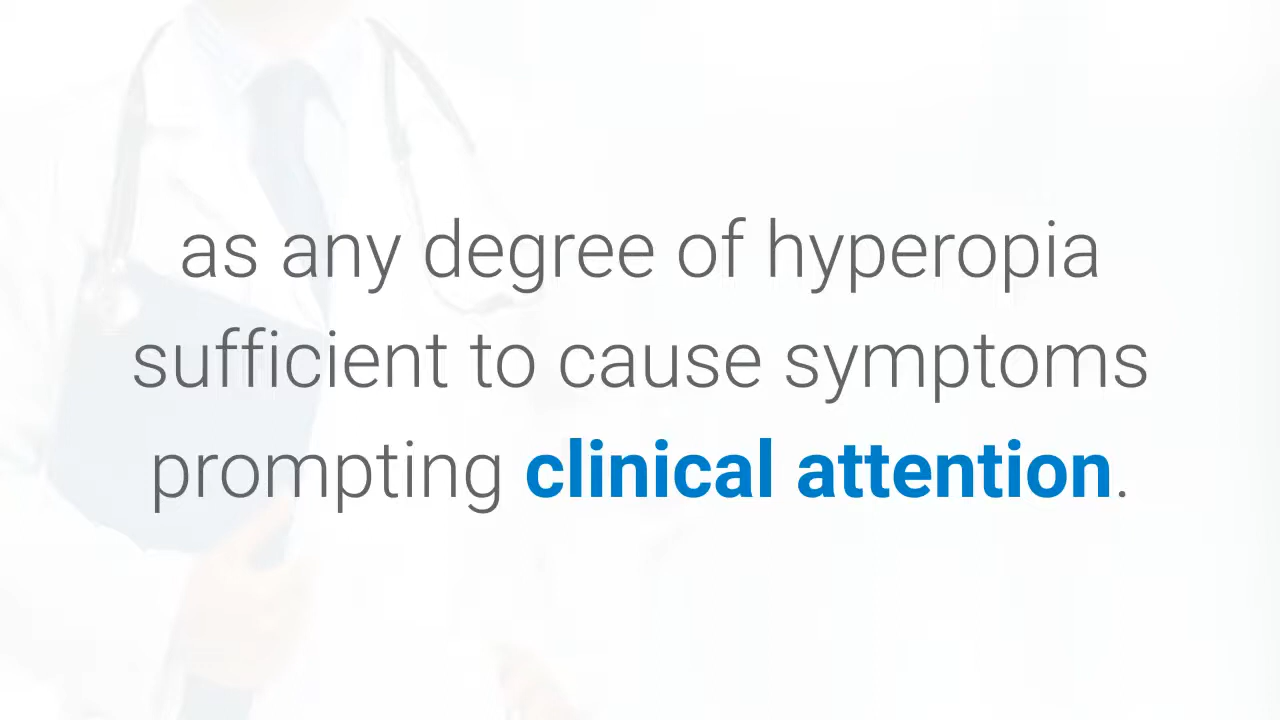 as any degree of hyperopia
sufficient to cause symptoms
prompting clinical attention.